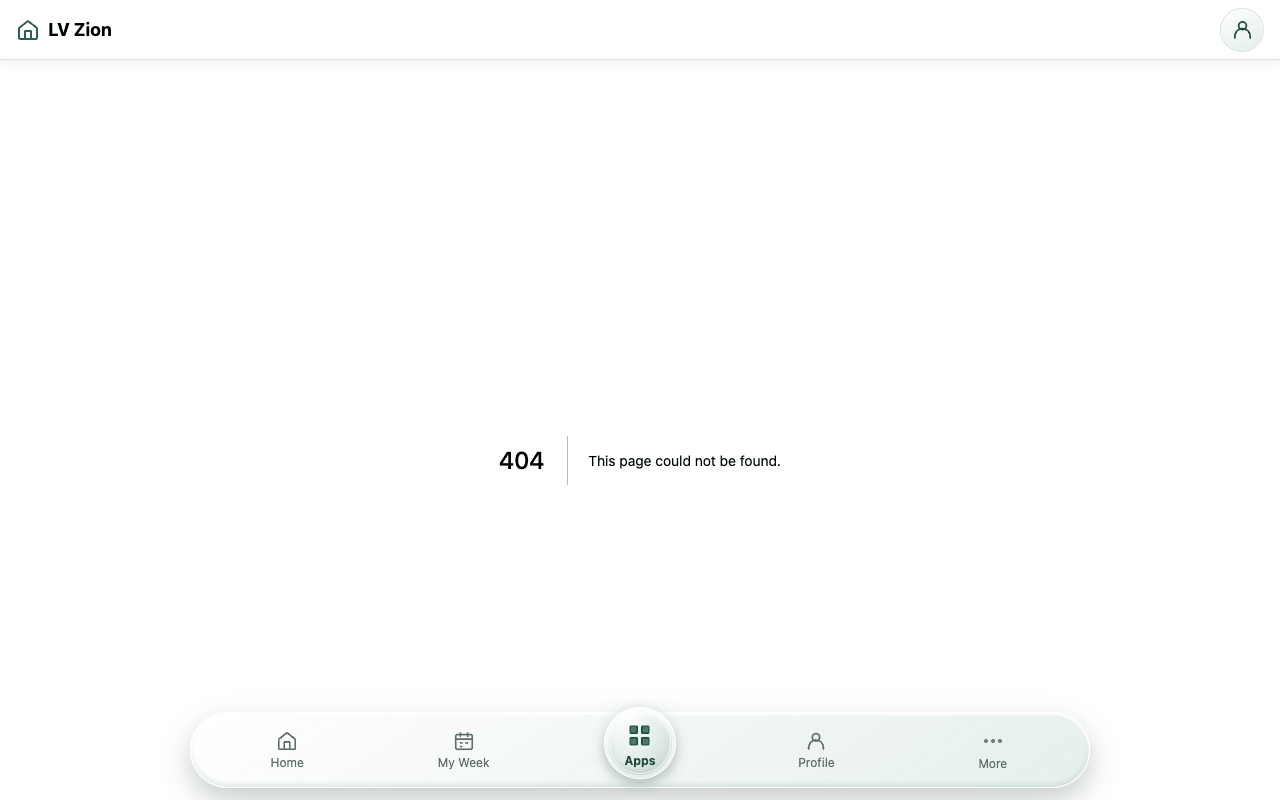 LV Zion
404
This page could not be found.
Home
My Week
Apps
Profile
More